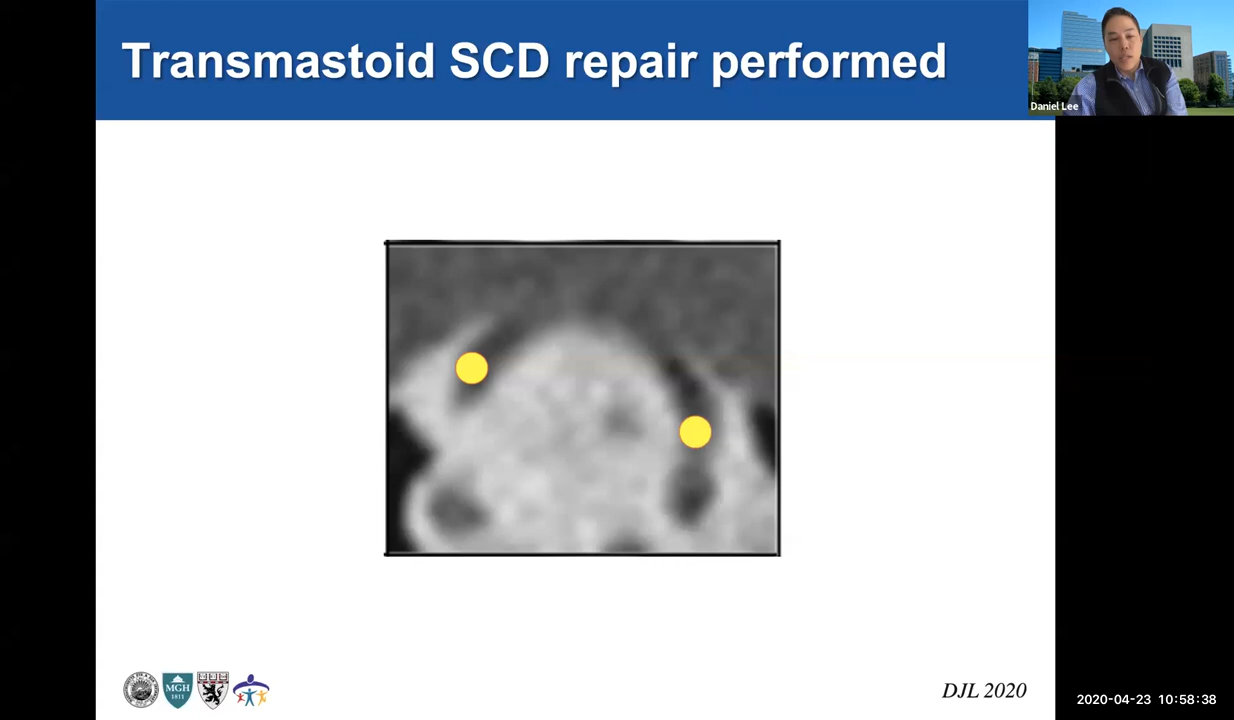 Transmastoid SCD repair performed
Daniel Lee
MGH
1811
DJL 2020
2020-04-23 10:58:38